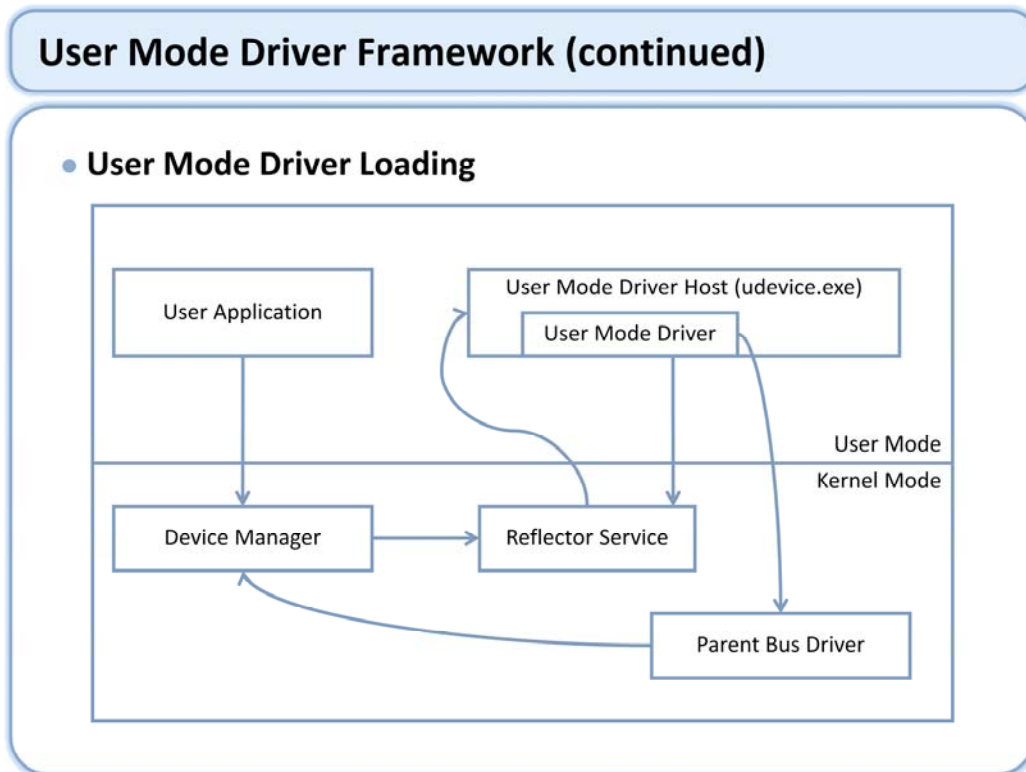 User Mode Driver Framework (continued)
• User Mode Driver Loading
User Application
User Mode Driver Host (udevice.exe)
User Mode Driver
User Mode
Kernel Mode
Device Manager
Reflector Service
Parent Bus Driver